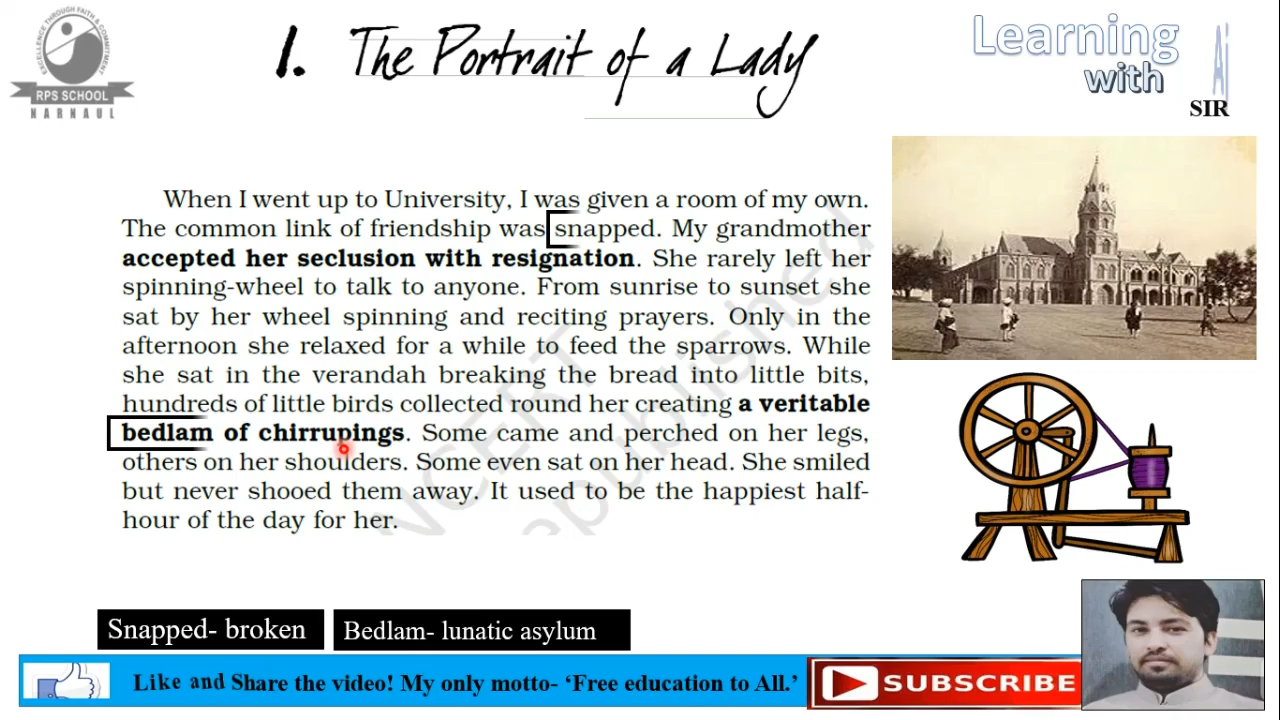 EXCELLENCE THROUGH FAITH & COMMITMENT
RPS SCHOOL
NARNAUL
1. The Portrait of a Lady
Learning
with
SIR
When I went up to University, I was given a room of my own.
The common link of friendship was snapped. My grandmother
accepted her seclusion with resignation. She rarely left her
spinning-wheel to talk to anyone. From sunrise to sunset she
sat by her wheel spinning and reciting prayers. Only in the
afternoon she relaxed for a while to feed the sparrows. While
she sat in the verandah breaking the bread into little bits,
hundreds of little birds collected round her creating a veritable
bedlam of chirrupings. Some came and perched on her legs,
others on her shoulders. Some even sat on her head. She smiled
but never shooed them away. It used to be the happiest half-
hour of the day for her.
NCERT
republished
Snapped- broken
Bedlam- lunatic asylum
Like and Share the video! My only motto- ‘Free education to All.’
SUBSCRIBE